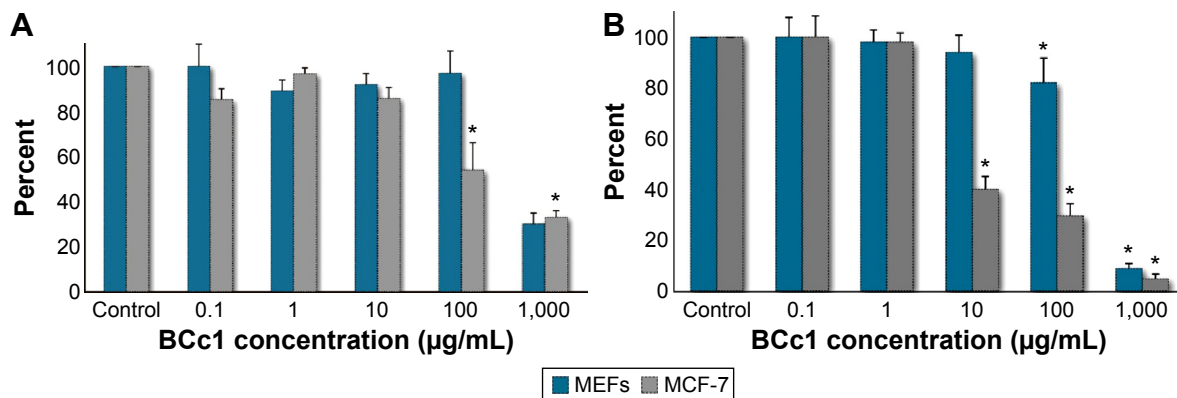 A
Percent
100
80
60
40
20
0
*
*
Control 0.1 1 10 100 1,000
BCc1 concentration (µg/mL)
B
Percent
100
80
60
40
20
0
*
*
*
*
*
Control 0.1 1 10 100 1,000
BCc1 concentration (µg/mL)
MEFs MCF-7